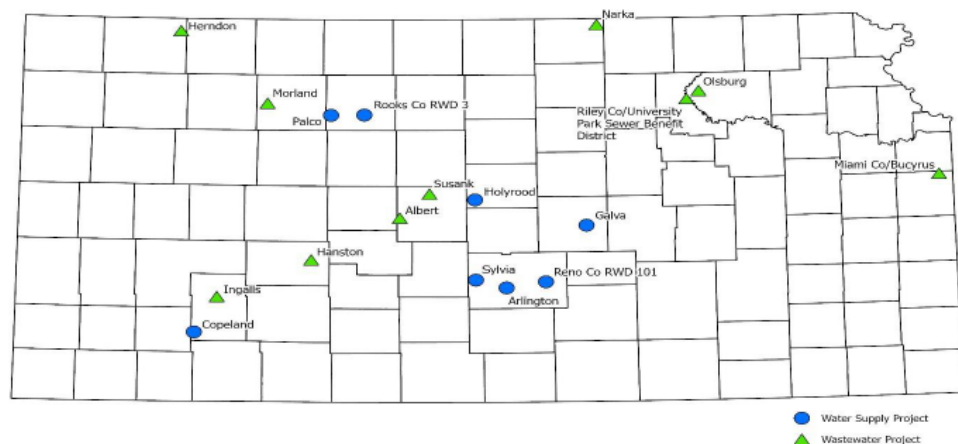 Herndon
Narka
Morland
Olsburg
Palco
Rooks Co RWD 3
Riley Co/University
Park Sewer Benefit
District
Miami Co/Bucyrus
Susank
Holyrood
Albert
Galva
Hanston
Sylvia
Reno Co RWD 101
Arlington
Ingalls
Copeland
Water Supply Project
Wastewater Project